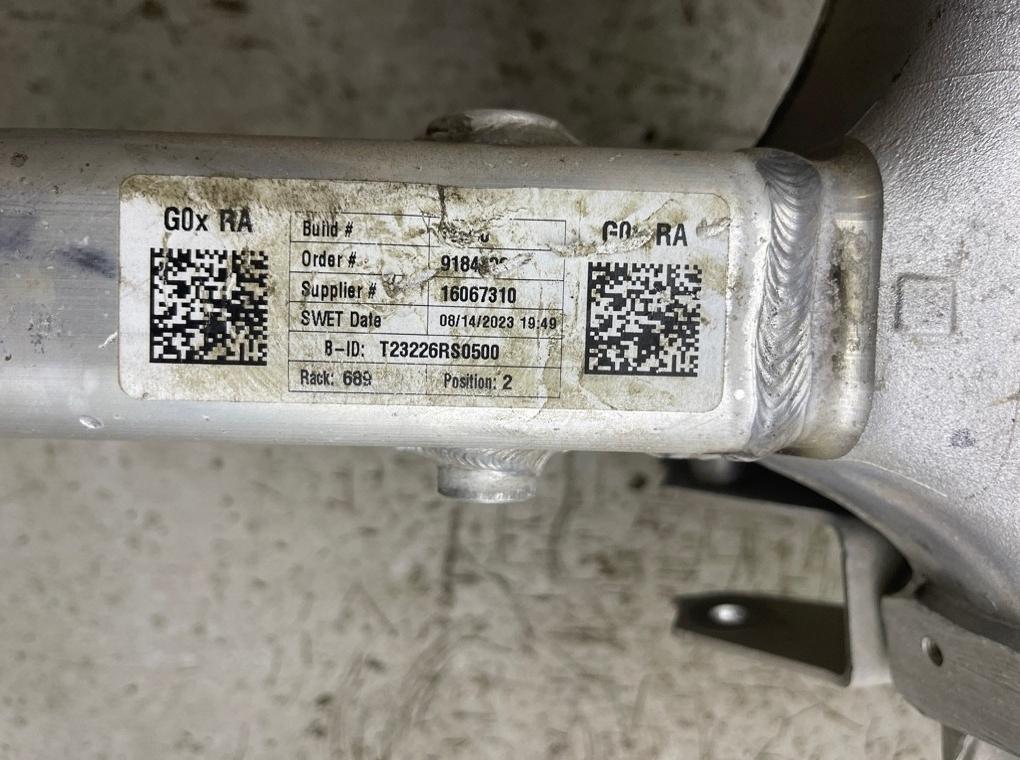 G0x RA
Build #
Order #
Supplier # 16067310
SWET Date 08/14/2023 19:49
B-ID: T23226RS0500
Rack: 689 Position: 2
RA